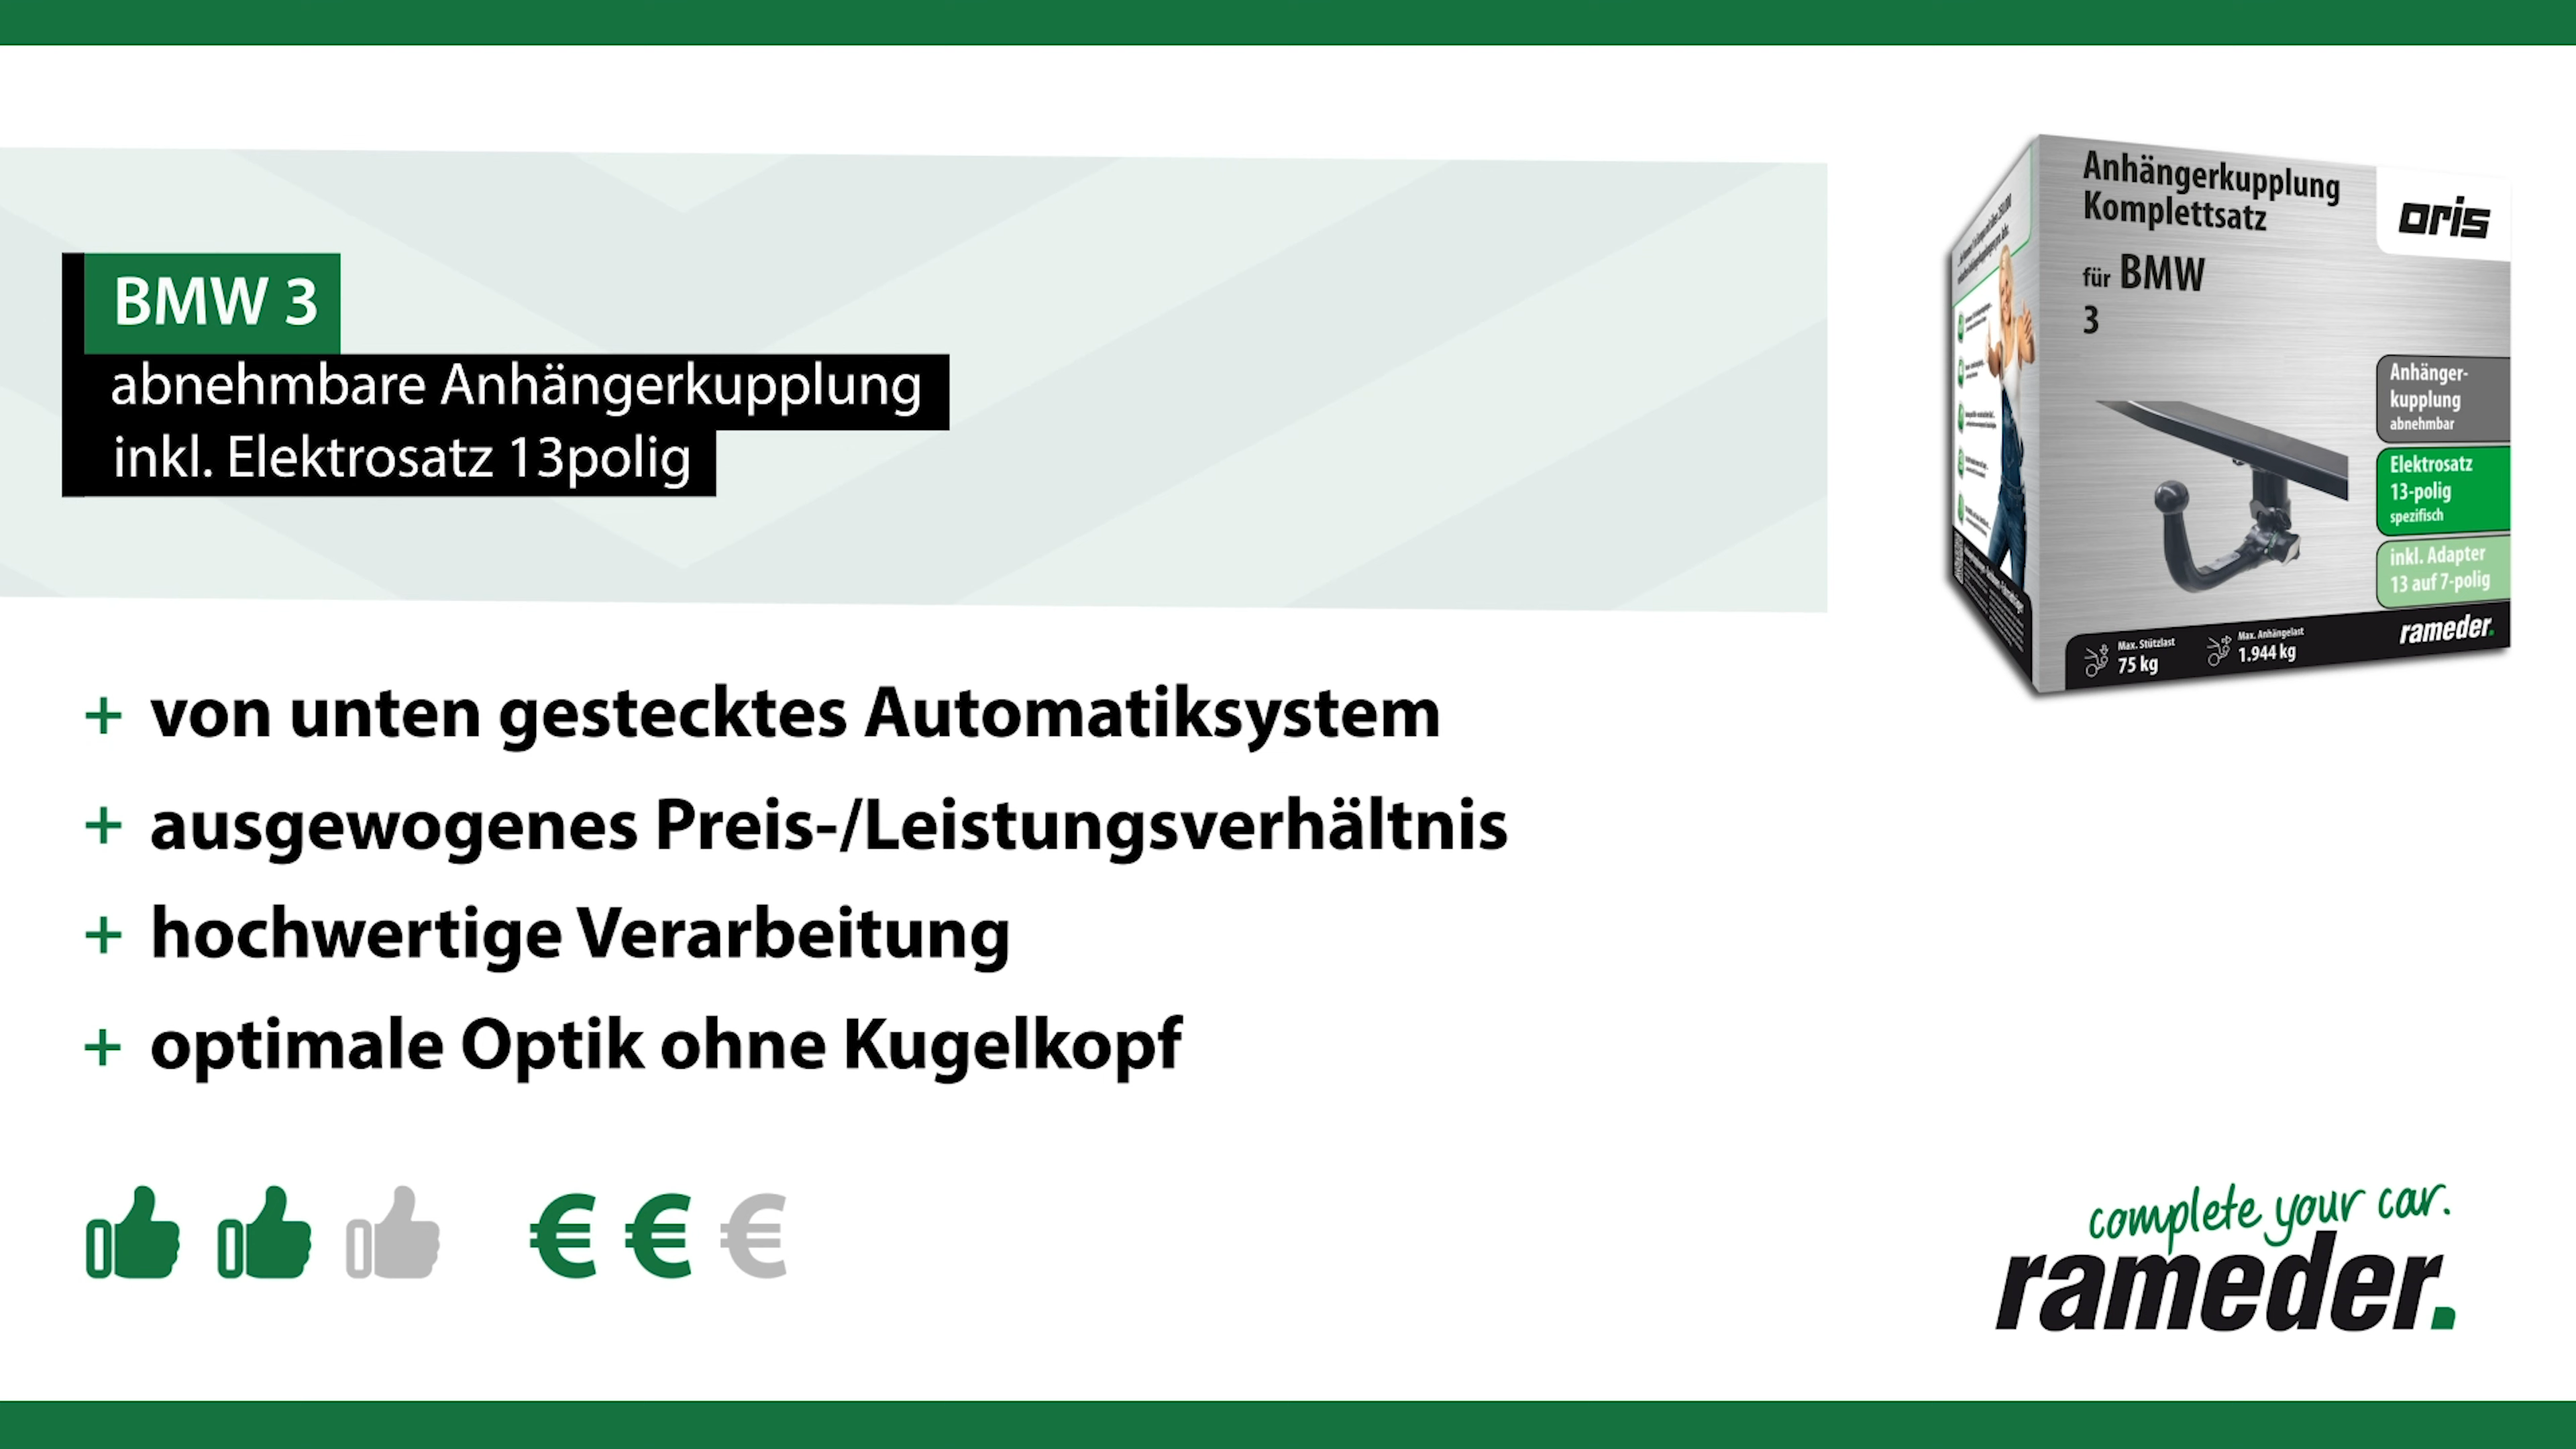 BMW 3
abnehmbare Anhängerkupplung
inkl. Elektrosatz 13polig
Anhängerkupplung
Komplettsatz
oris
für BMW
3
Anhänger-
kupplung
abnehmbar
Elektrosatz
13-polig
spezifisch
inkl. Adapter
13 auf 7-polig
Max. Stützlast
75 kg
Max. Anhängelast
1.944 kg
rameder.
+ von unten gestecktes Automatiksystem
+ ausgewogenes Preis-/Leistungsverhältnis
+ hochwertige Verarbeitung
+ optimale Optik ohne Kugelkopf
€ € €
complete your car.
rameder.